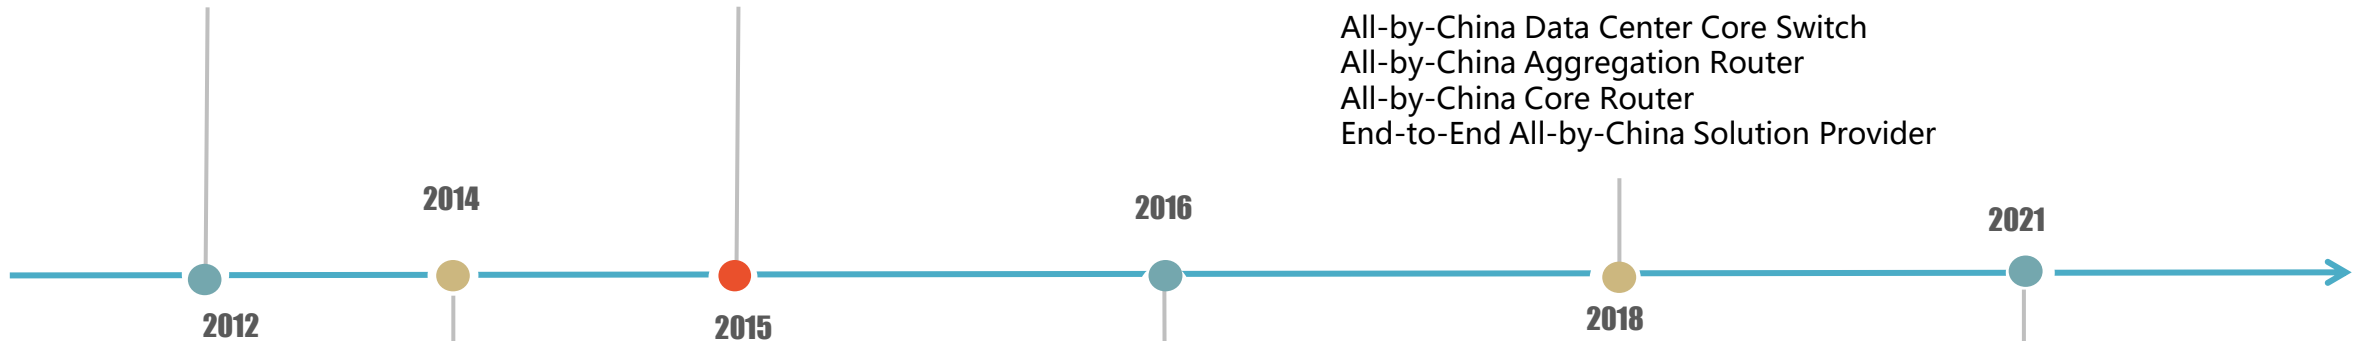 All-by-China Data Center Core Switch
All-by-China Aggregation Router
All-by-China Core Router
End-to-End All-by-China Solution Provider
2014
2016
2021
2012
2015
2018